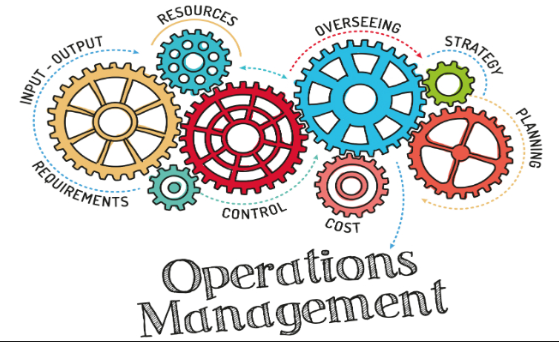 RESOURCES
OVERSEEING
INPUT - OUTPUT
STRATEGY
PLANNING
REQUIREMENTS
CONTROL
COST
Operations
Management